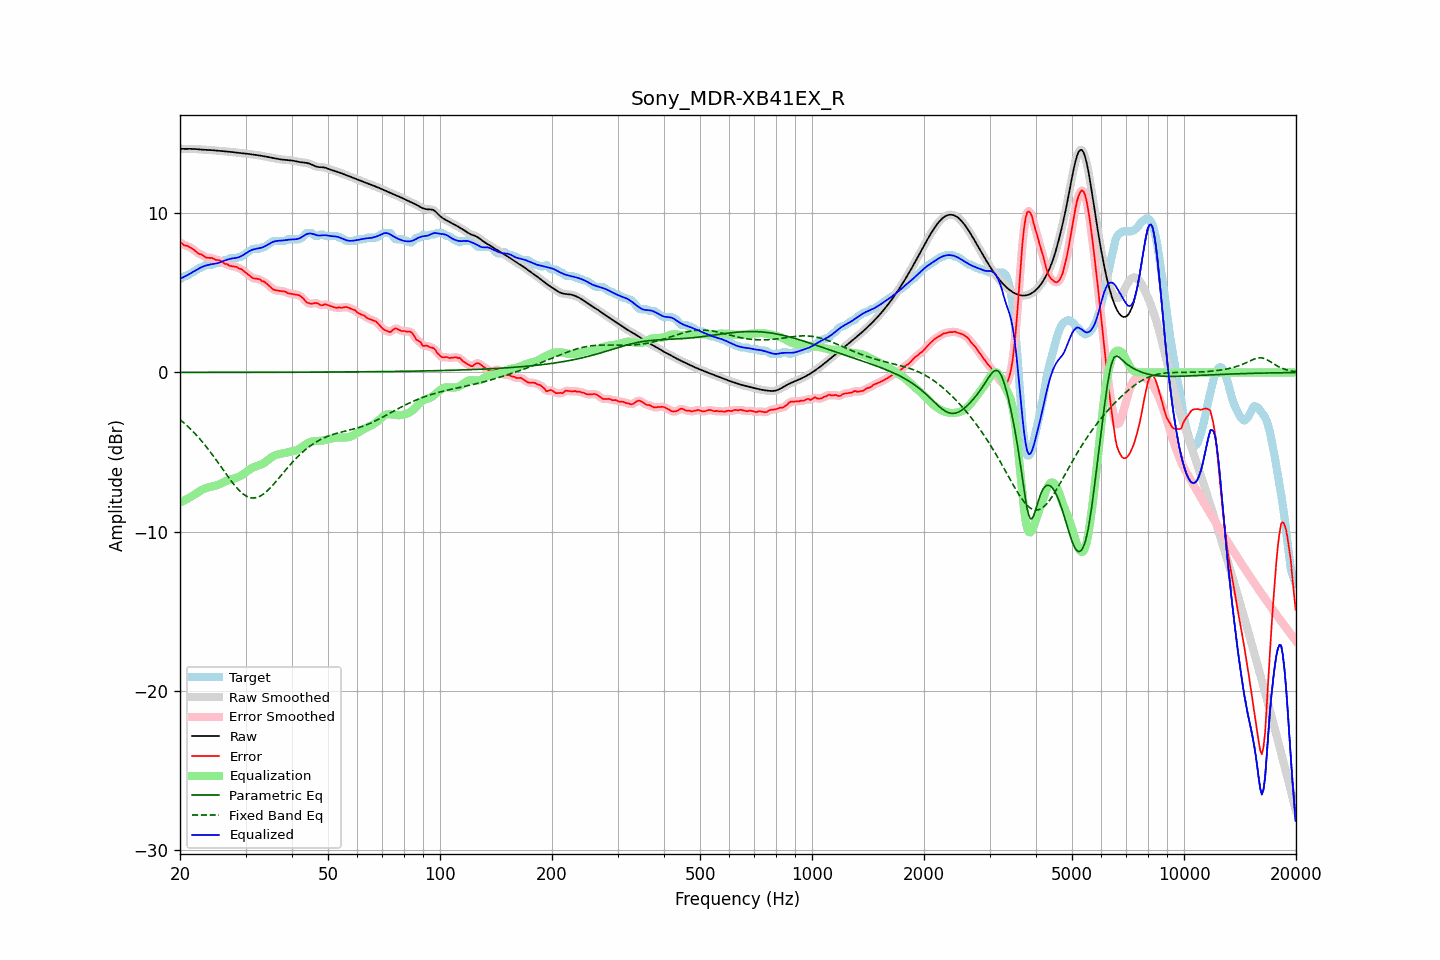 Sony_MDR-XB41EX_R
Amplitude (dBr)
10
0
−10
−20
−30
Target
Raw Smoothed
Error Smoothed
Raw
Error
Equalization
Parametric Eq
Fixed Band Eq
Equalized
20 50 100 200 500 1000 2000 5000 10000 20000
Frequency (Hz)